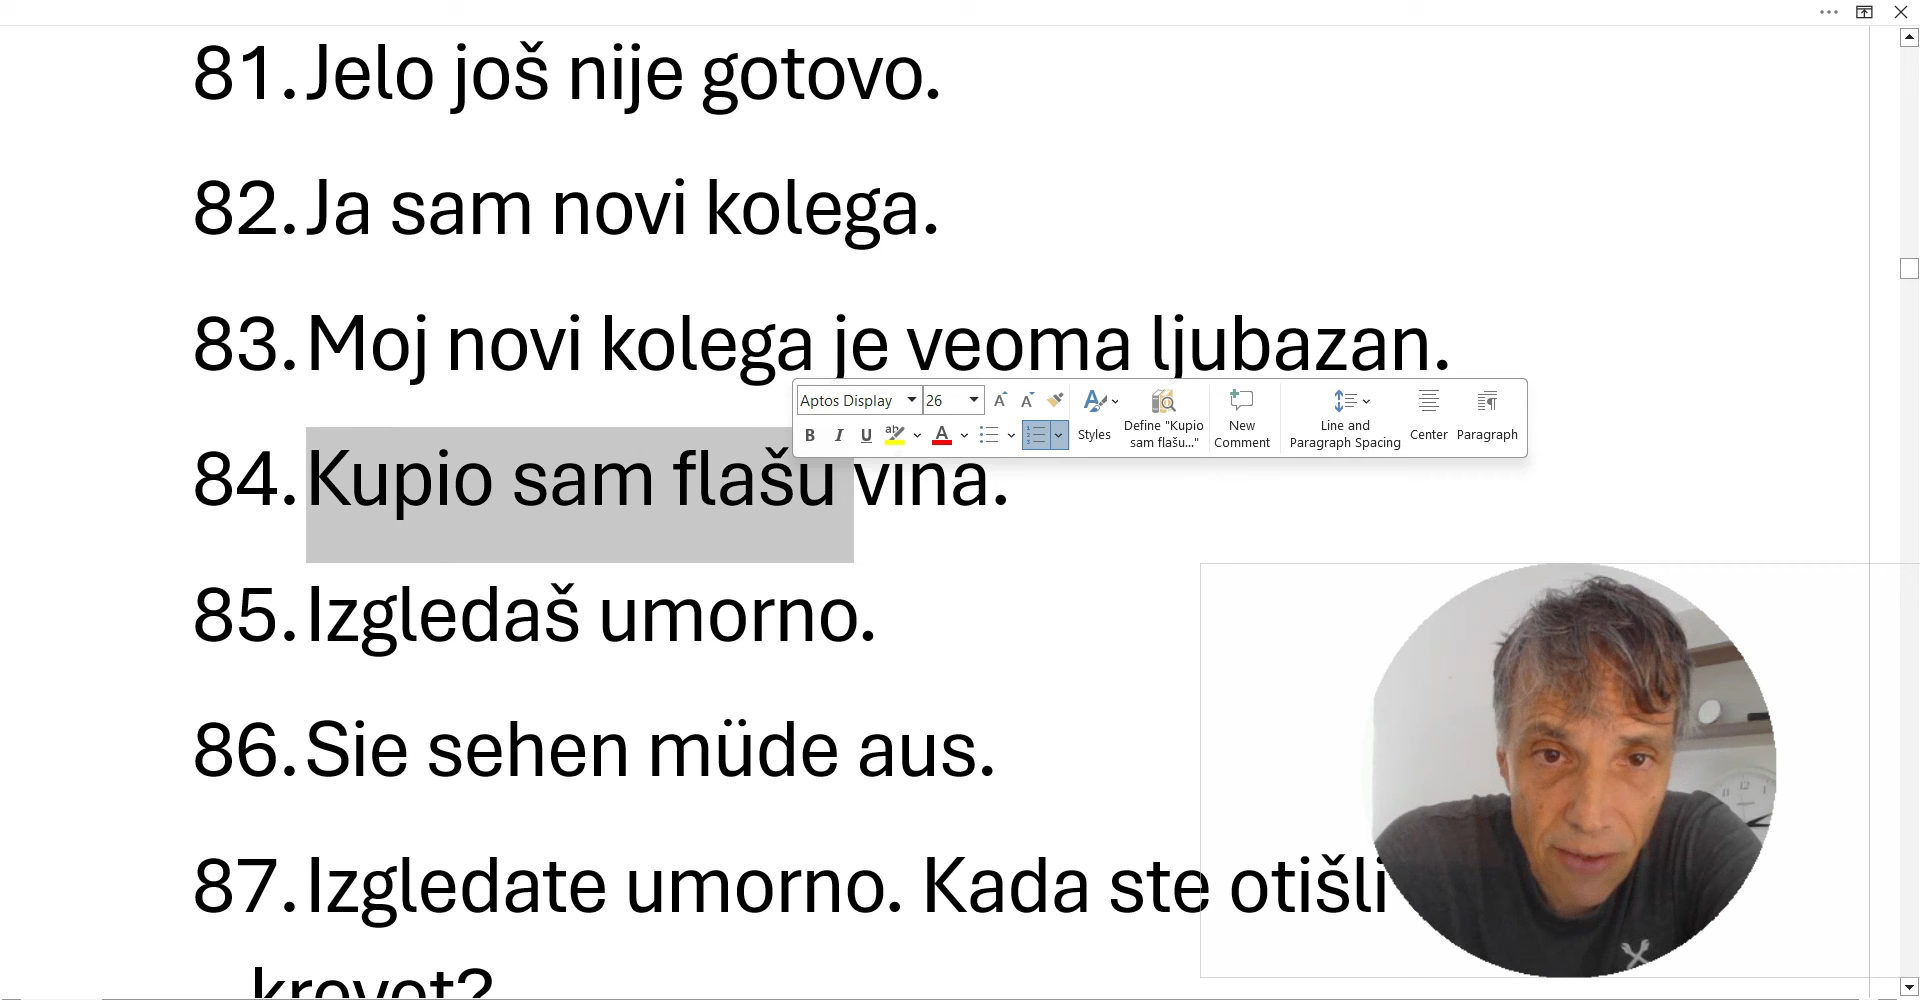 81. Jelo još nije gotovo.
82. Ja sam novi kolega.
83. Moj novi kolega je veoma ljubazan.
Aptos Display 26
Styles
Define "Kupio sam flašu..."
New Comment
Line and Paragraph Spacing
Center
Paragraph
84. Kupio sam flašu vina.
85. Izgledaš umorno.
86. Sie sehen müde aus.
87. Izgledate umorno. Kada ste otišli
krevet?